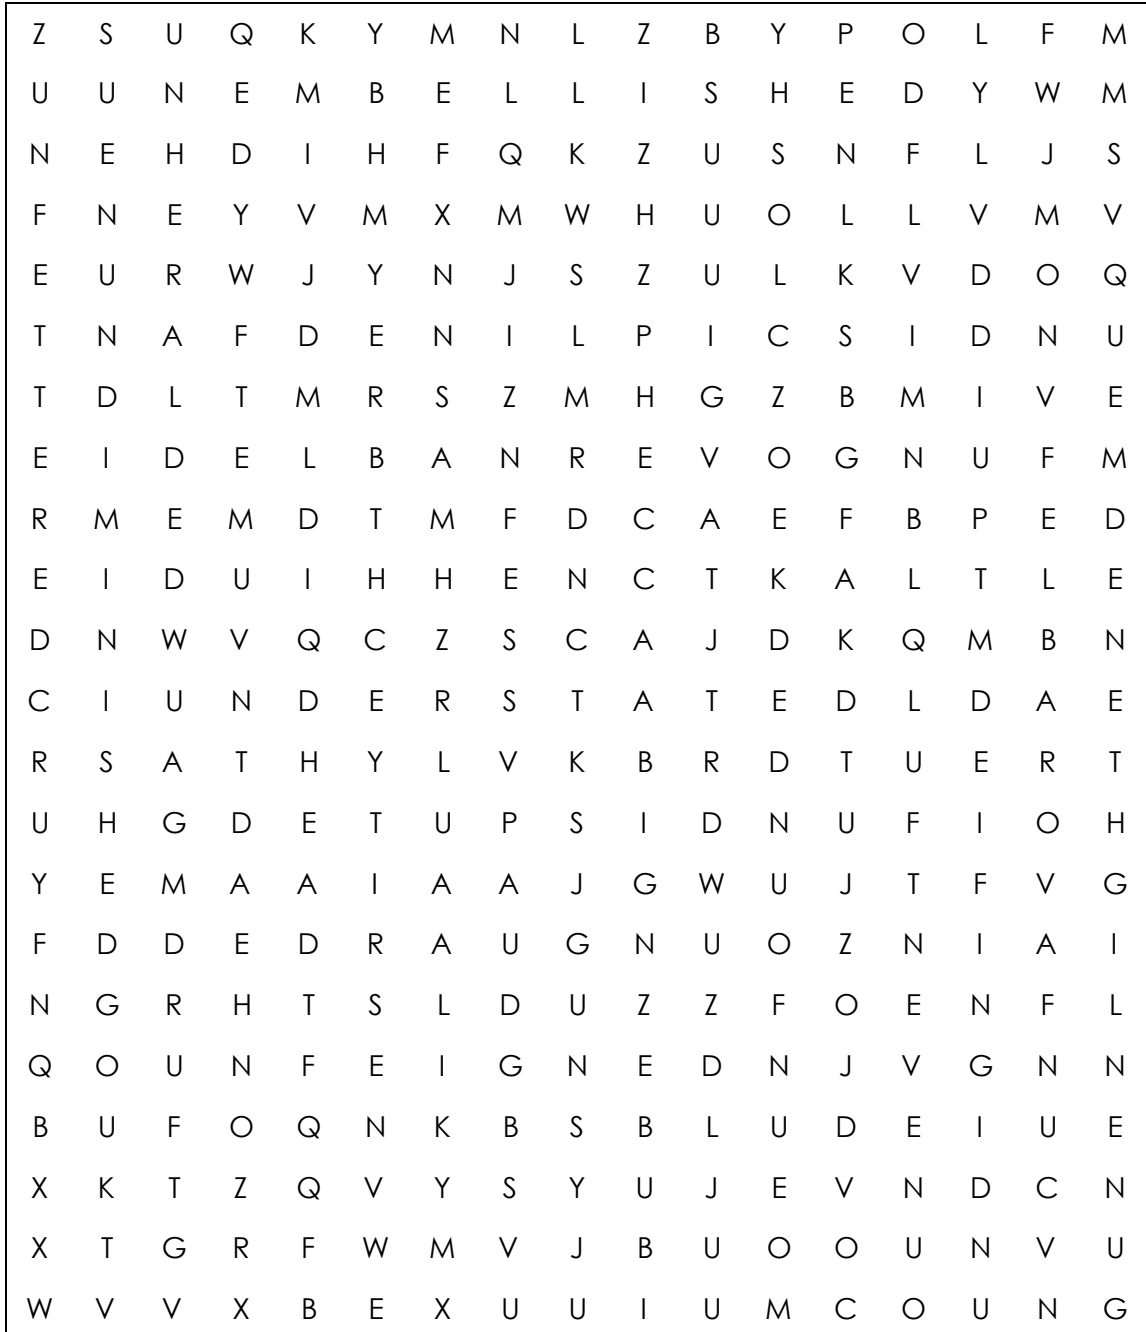 Z S U Q K Y M N L Z B Y P O L F M
U U N E M B E L L I S H E D Y W M
N E H D I H F Q K Z U S N F L J S
F N E Y V M X M W H U O L L V M V
E U R W J Y N J S Z U L K V D O Q
T N A F D E N I L P I C S I D N U
T D L T M R S Z M H G Z B M I V E
E I D E L B A N R E V O G N U F M
R M E M D T M F D C A E F B P E D
E I D U I H H E N C T K A L T L E
D N W V Q C Z S C A J D K Q M B N
C I U N D E R S T A T E D L D A E
R S A T H Y L V K B R D T U E R T
U H G D E T U P S I D N U F I O H
Y E M A A I A A J G W U J T F V G
F D D E D R A U G N U O Z N I A I
N G R H T S L D U Z Z F O E N F L
Q O U N F E I G N E D N J V G N N
B U F O Q N K B S B L U D E I U E
X K T Z Q V Y S Y U J E V N D C N
X T G R F W M V J B U O O U N V U
W V V X B E X U U I U M C O U N G